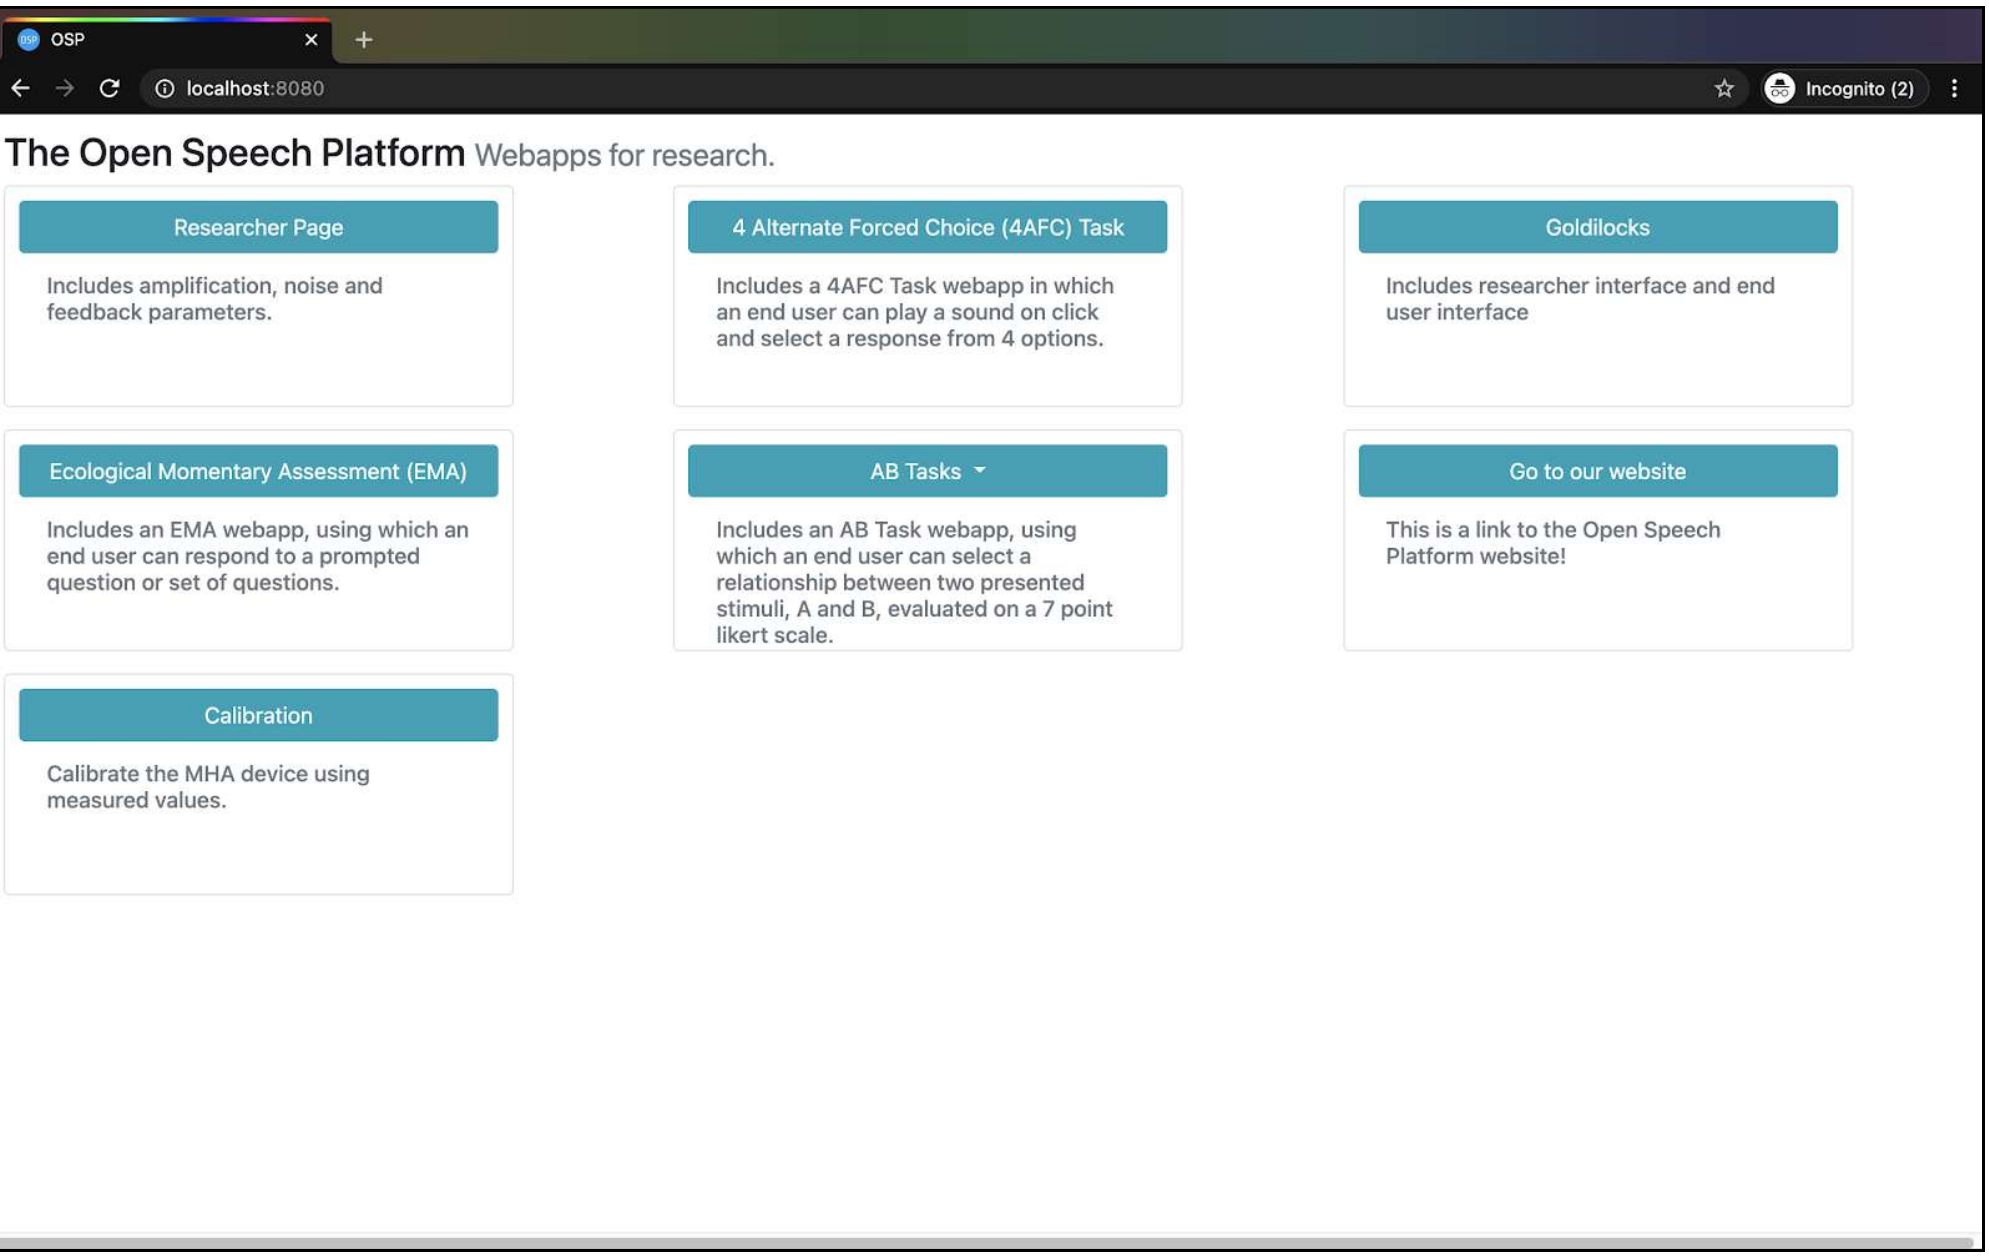 OSP OSP
localhost:8080
Incognito (2)
The Open Speech Platform Webapps for research.
Researcher Page
Includes amplification, noise and
feedback parameters.
4 Alternate Forced Choice (4AFC) Task
Includes a 4AFC Task webapp in which
an end user can play a sound on click
and select a response from 4 options.
Goldilocks
Includes researcher interface and end
user interface
Ecological Momentary Assessment (EMA)
Includes an EMA webapp, using which an
end user can respond to a prompted
question or set of questions.
AB Tasks
Includes an AB Task webapp, using
which an end user can select a
relationship between two presented
stimuli, A and B, evaluated on a 7 point
likert scale.
Go to our website
This is a link to the Open Speech
Platform website!
Calibration
Calibrate the MHA device using
measured values.